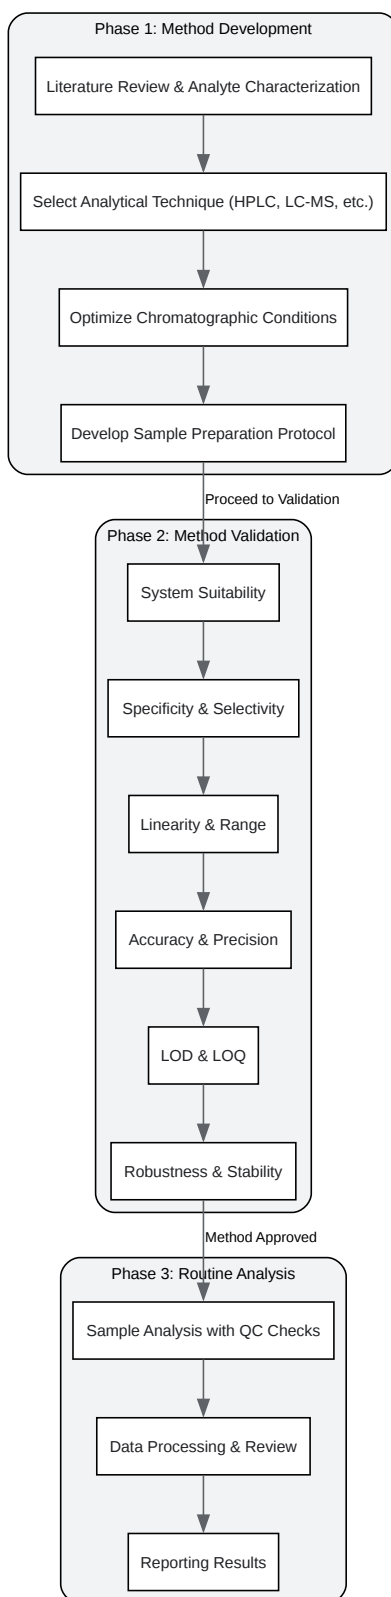 Phase 1: Method Development
Literature Review & Analyte Characterization
Select Analytical Technique (HPLC, LC-MS, etc.)
Optimize Chromatographic Conditions
Develop Sample Preparation Protocol
Proceed to Validation
Phase 2: Method Validation
System Suitability
Specificity & Selectivity
Linearity & Range
Accuracy & Precision
LOD & LOQ
Robustness & Stability
Method Approved
Phase 3: Routine Analysis
Sample Analysis with QC Checks
Data Processing & Review
Reporting Results